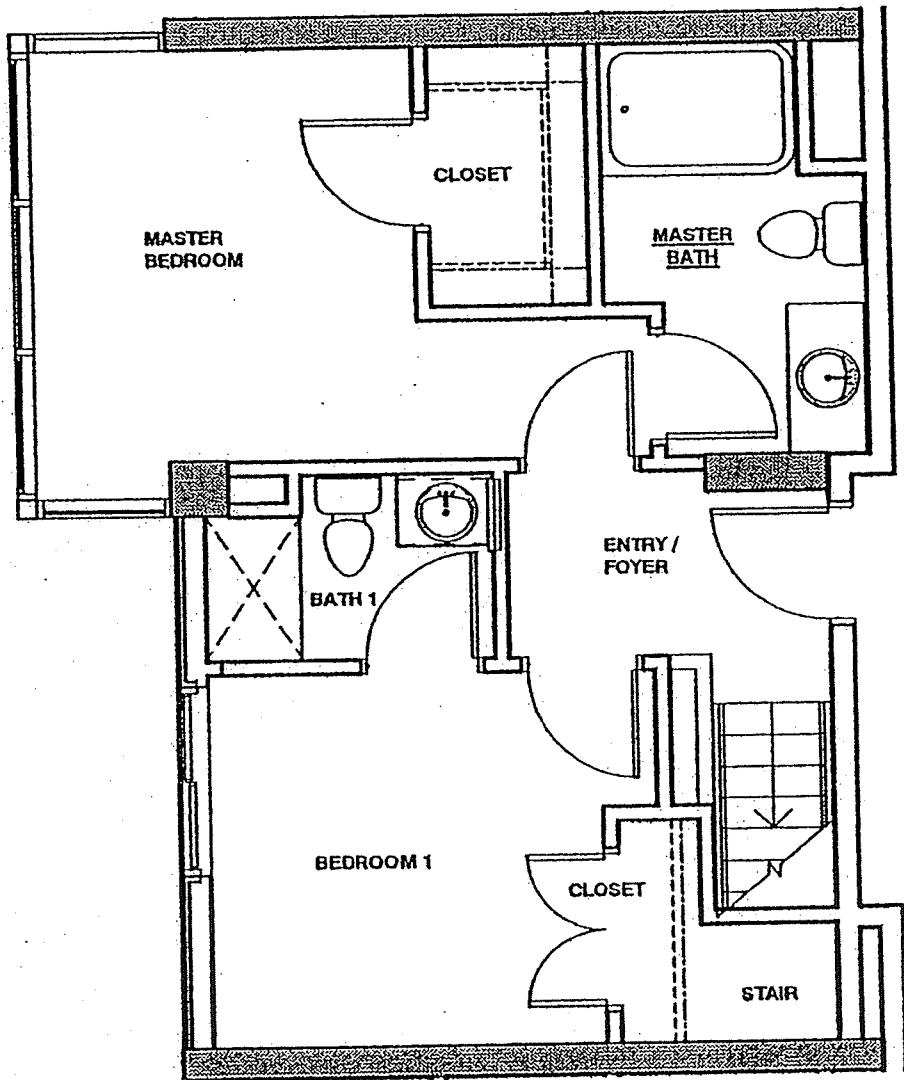 CLOSET
MASTER
BEDROOM
MASTER
BATH
ENTRY /
FOYER
BATH 1
BEDROOM 1
CLOSET
STAIR